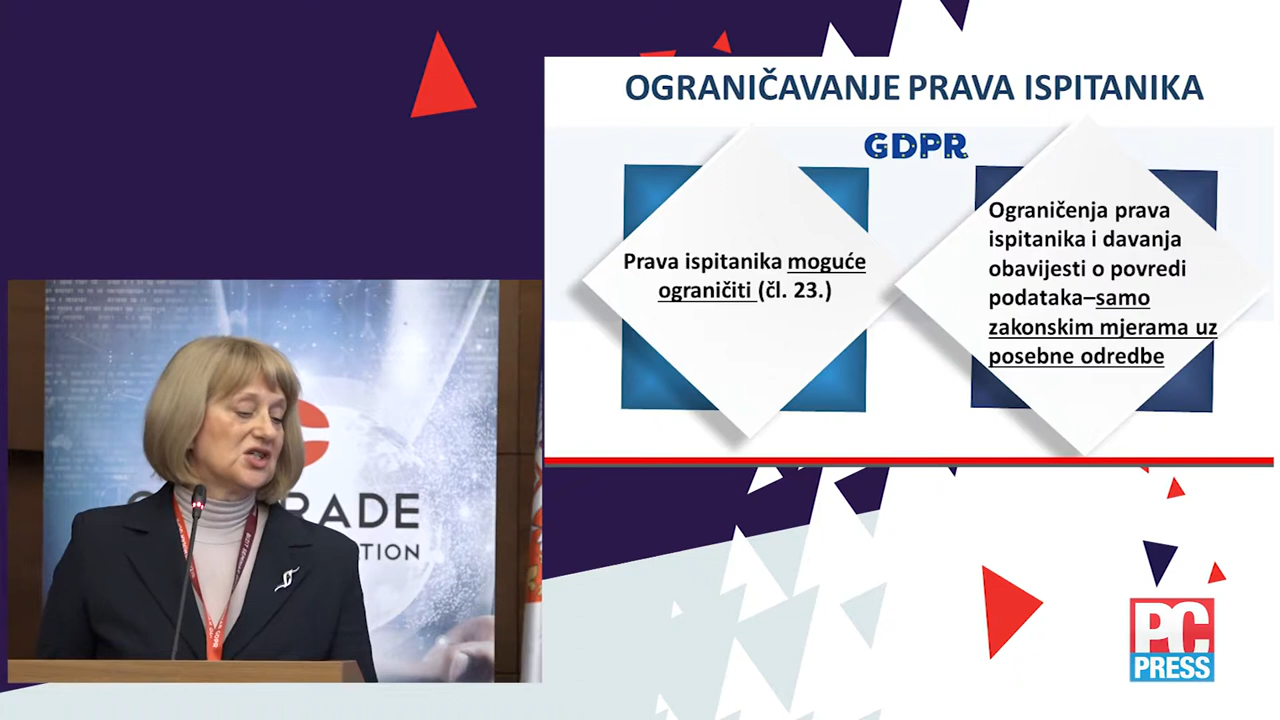 OGRANIČAVANJE PRAVA ISPITANIKA
GDPR
Prava ispitanika moguće
ograničiti (čl. 23.)
Ograničenja prava
ispitanika i davanja
obavijesti o povredi
podataka–samo
zakonskim mjerama uz
posebne odredbe
RADE
TION
PC
PRESS